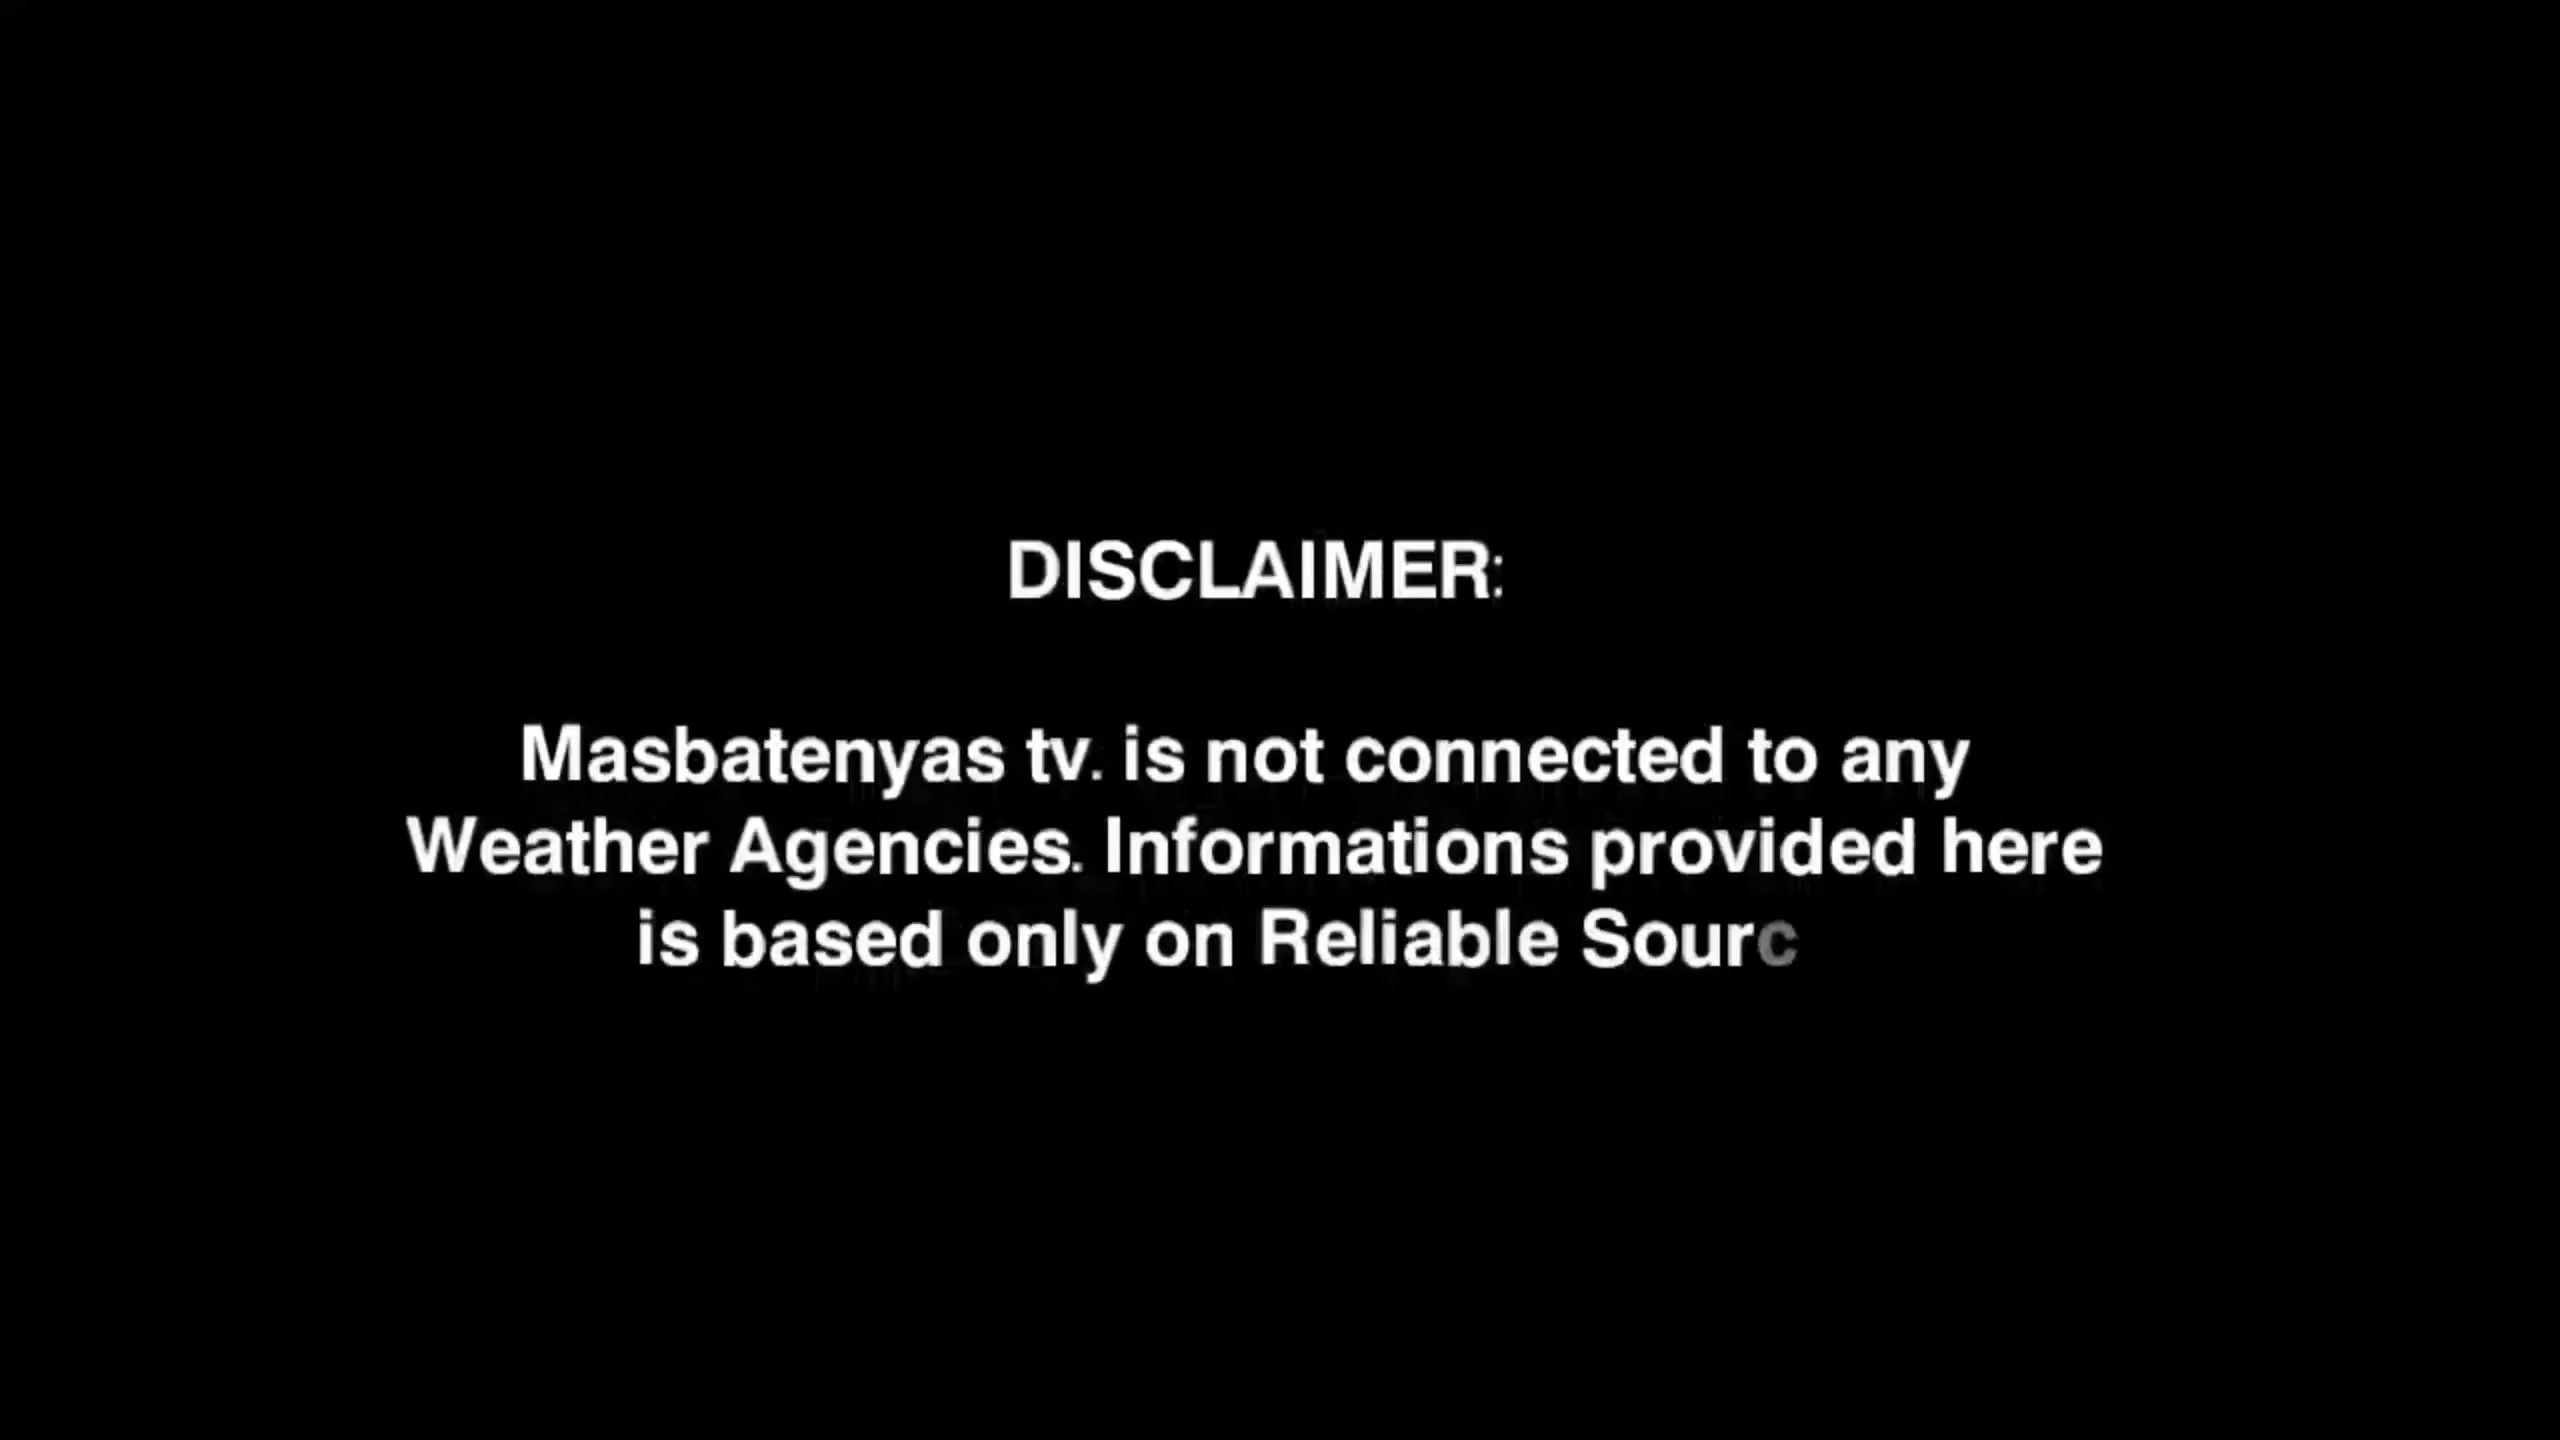 DISCLAIMER:
Masbatenyas tv. is not connected to any
Weather Agencies. Informations provided here
is based only on Reliable Sourc